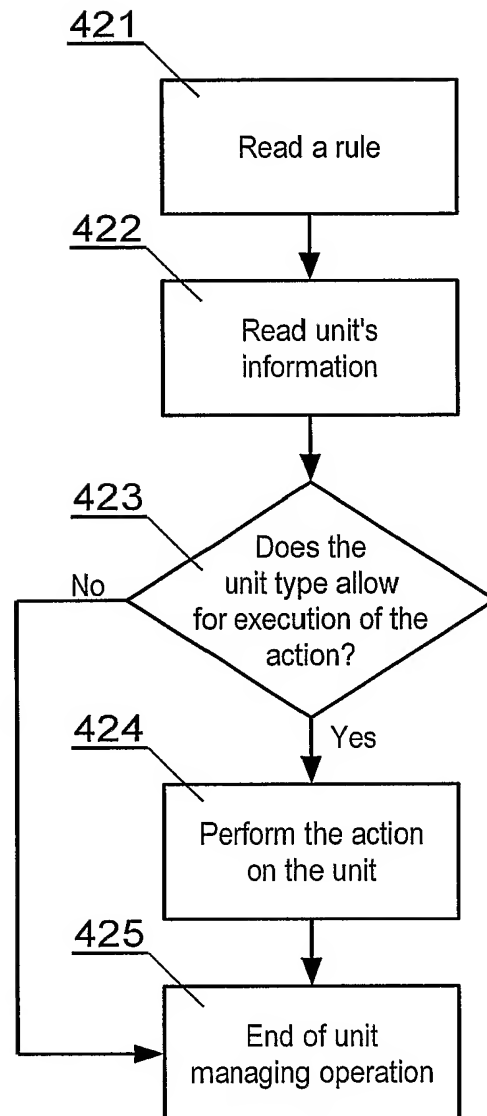 421
Read a rule
422
Read unit's
information
423
Does the
unit type allow
for execution of the
action?
No
Yes
424
Perform the action
on the unit
425
End of unit
managing operation